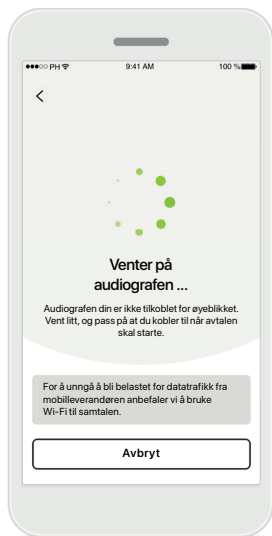 ●●●○○ PH 9:41 AM 100 %
Venter på
audiografen ...
Audiografen din er ikke tilkoblet for øyeblikket.
Vent litt, og pass på at du kobler til når avtalen
skal starte.
For å unngå å bli belastet for datatrafikk fra
mobilleverandøren anbefaler vi å bruke
Wi-Fi til samtalen.
Avbryt